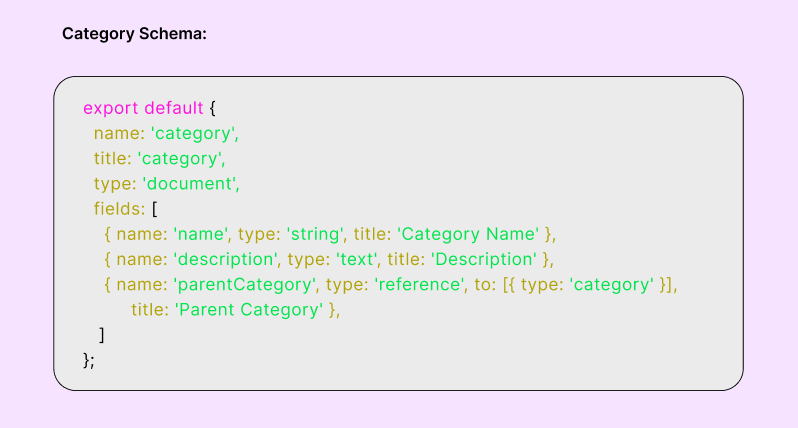 Category Schema:
export default {
name: 'category',
title: 'category',
type: 'document',
fields: [
{ name: 'name', type: 'string', title: 'Category Name' },
{ name: 'description', type: 'text', title: 'Description' },
{ name: 'parentCategory', type: 'reference', to: [{ type: 'category' }],
title: 'Parent Category' },
]
};